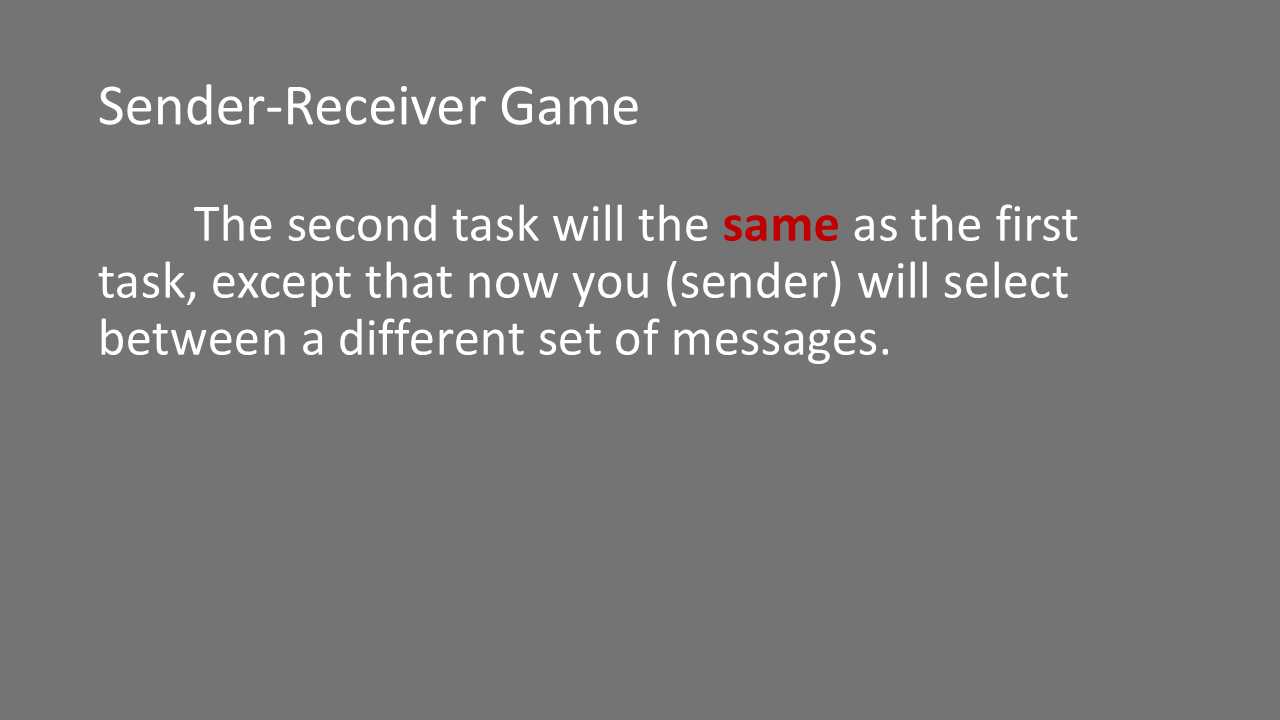 Sender-Receiver Game
The second task will the same as the first
task, except that now you (sender) will select
between a different set of messages.